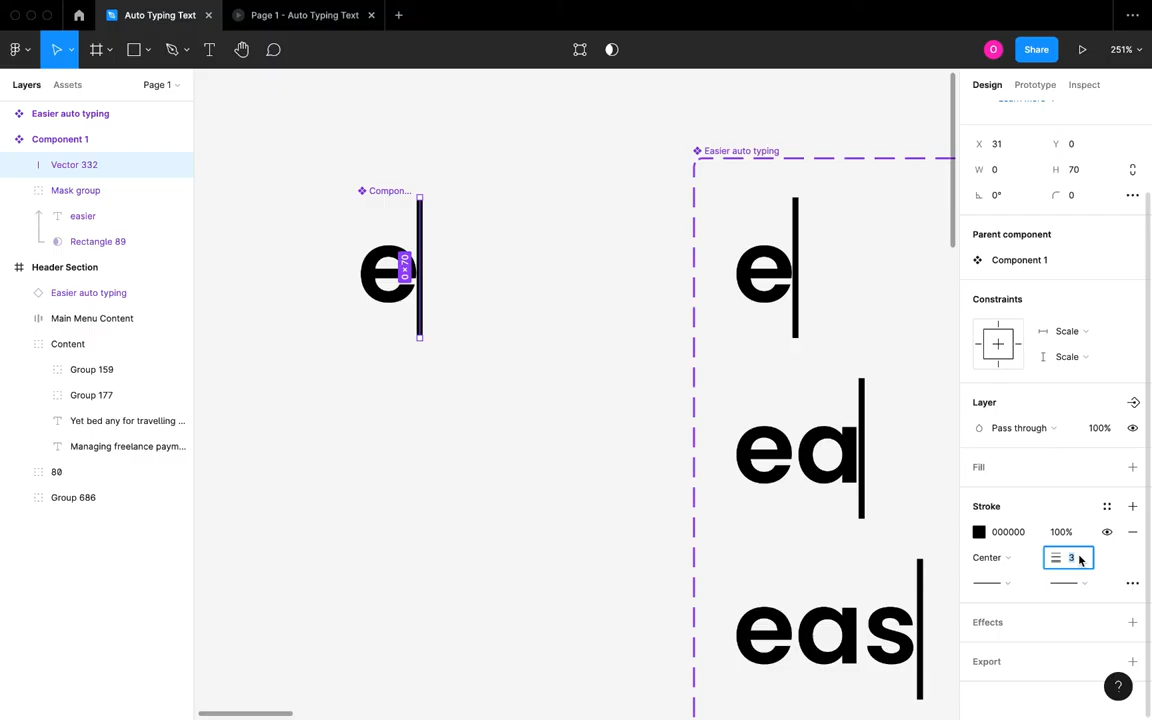 Auto Typing Text
Page 1 - Auto Typing Text
O
Share
251%
Layers
Assets
Page 1
Design
Prototype
Inspect
Easier auto typing
Component 1
Vector 332
Mask group
easier
Rectangle 89
Header Section
Easier auto typing
Main Menu Content
Content
Group 159
Group 177
Yet bed any for travelling ...
Managing freelance paym...
80
Group 686
Compon...
e
0 × 70
Easier auto typing
e
ea
eas
X 31
Y 0
W 0
H 70
0°
0
Parent component
Component 1
Constraints
Scale
Scale
Layer
Pass through
100%
Fill
Stroke
000000
100%
Center
3
Effects
Export
?